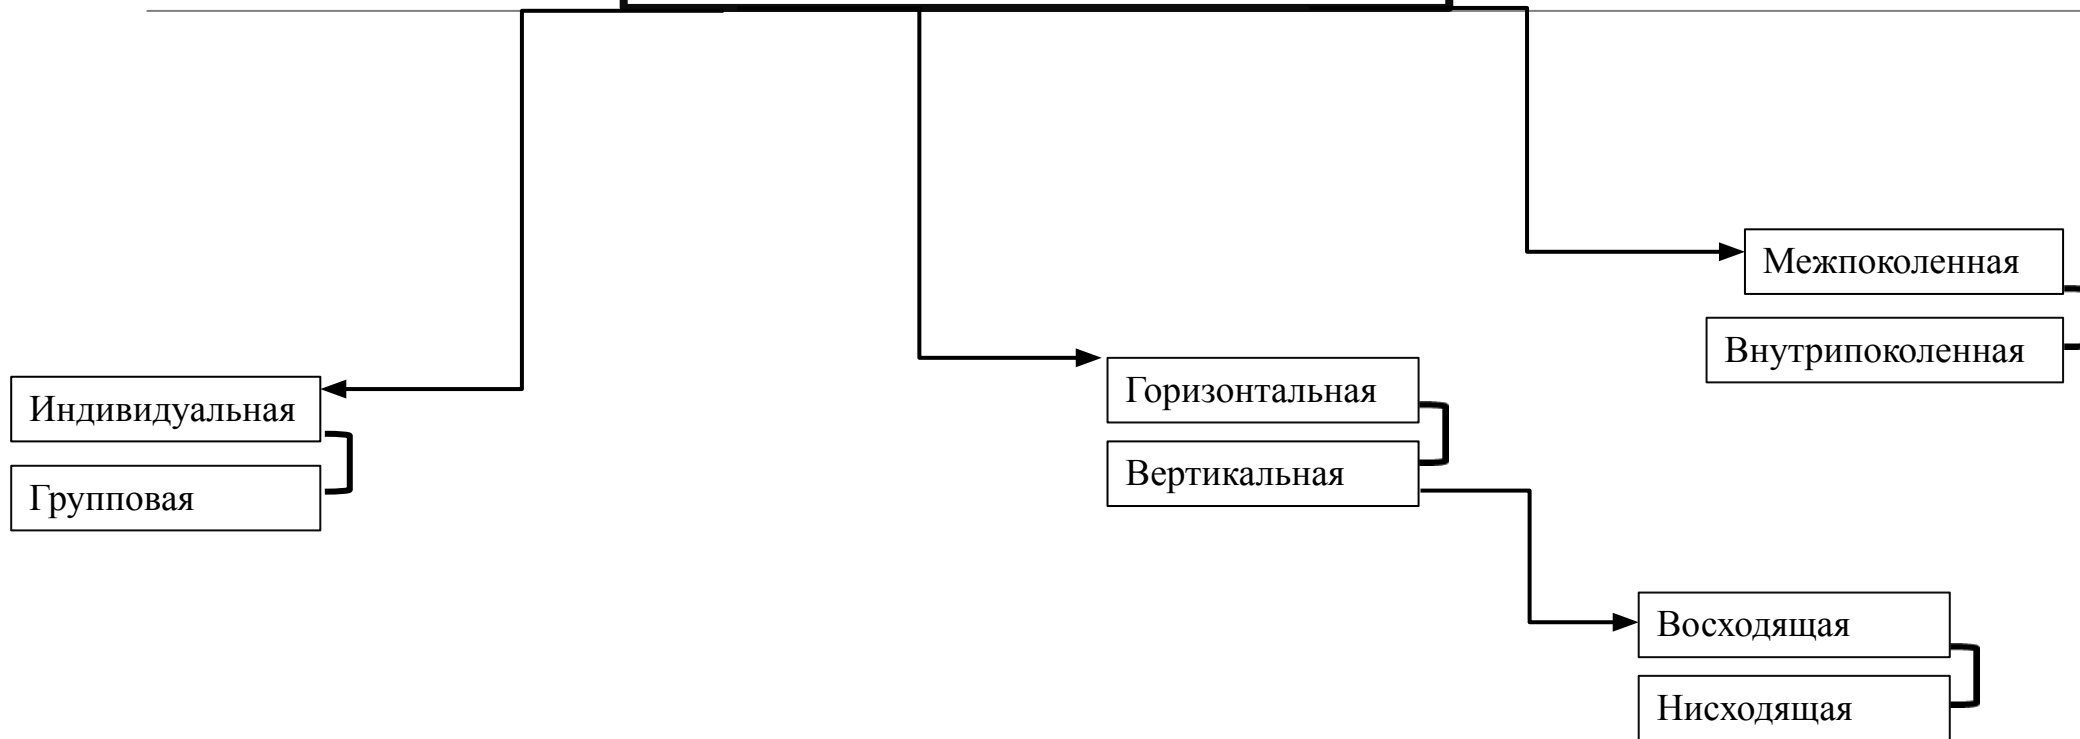 Межпоколенная
Внутрипоколенная
Горизонтальная
Вертикальная
Индивидуальная
Групповая
Восходящая
Нисходящая